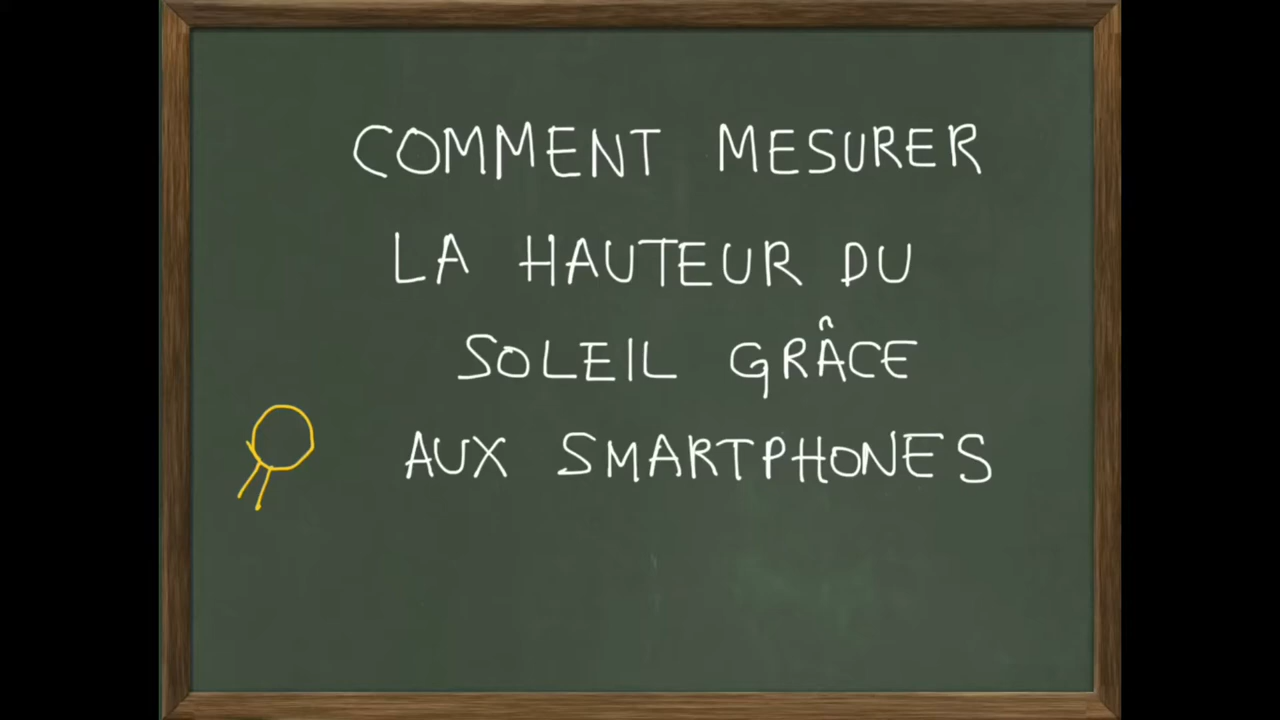 COMMENT MESURER
LA HAUTEUR DU
SOLEIL GRÂCE
AUX SMARTPHONES